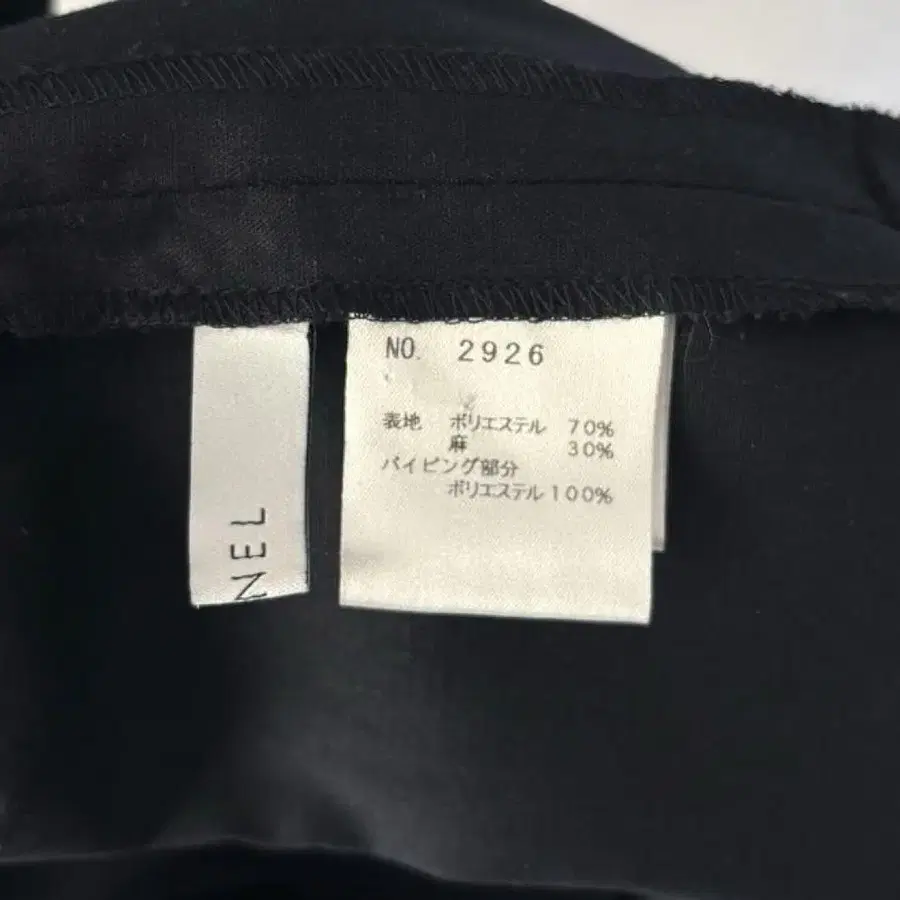 NEL
NO. 2926
表地 ポリエステル 70%
麻 30%
パイピング部分
ポリエステル100%